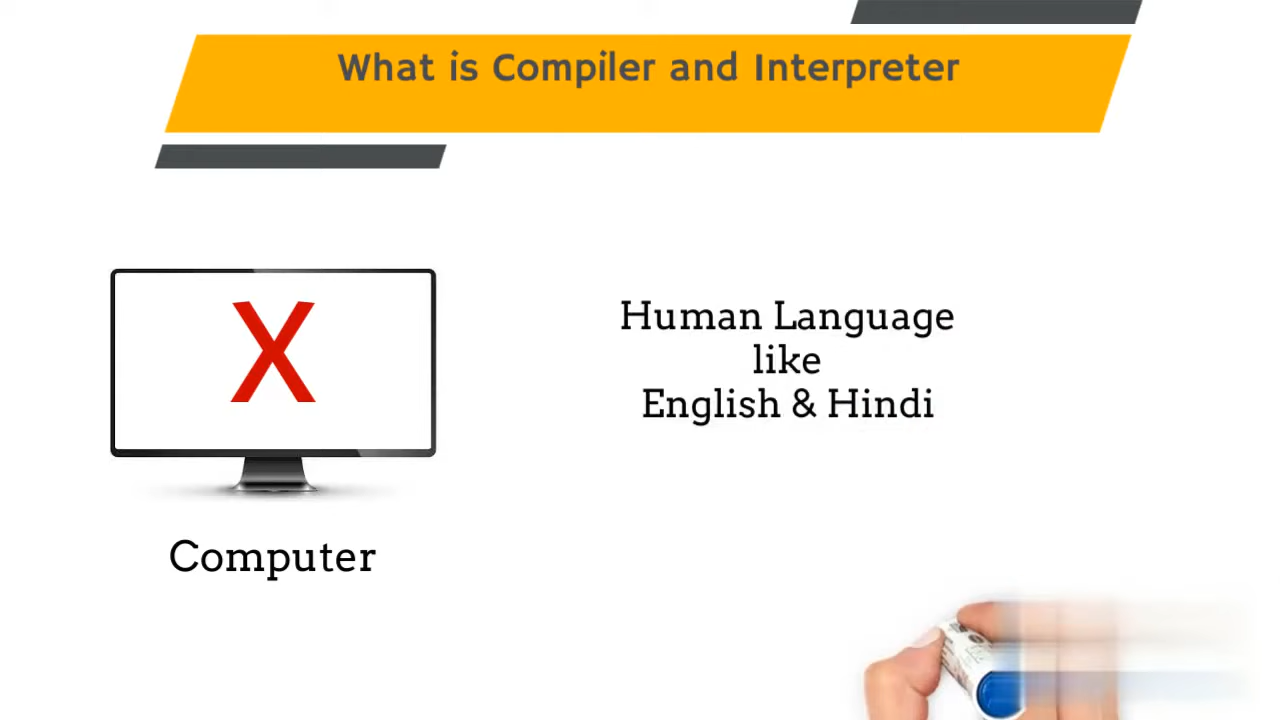 What is Compiler and Interpreter
X
Human Language
like
English & Hindi
Computer